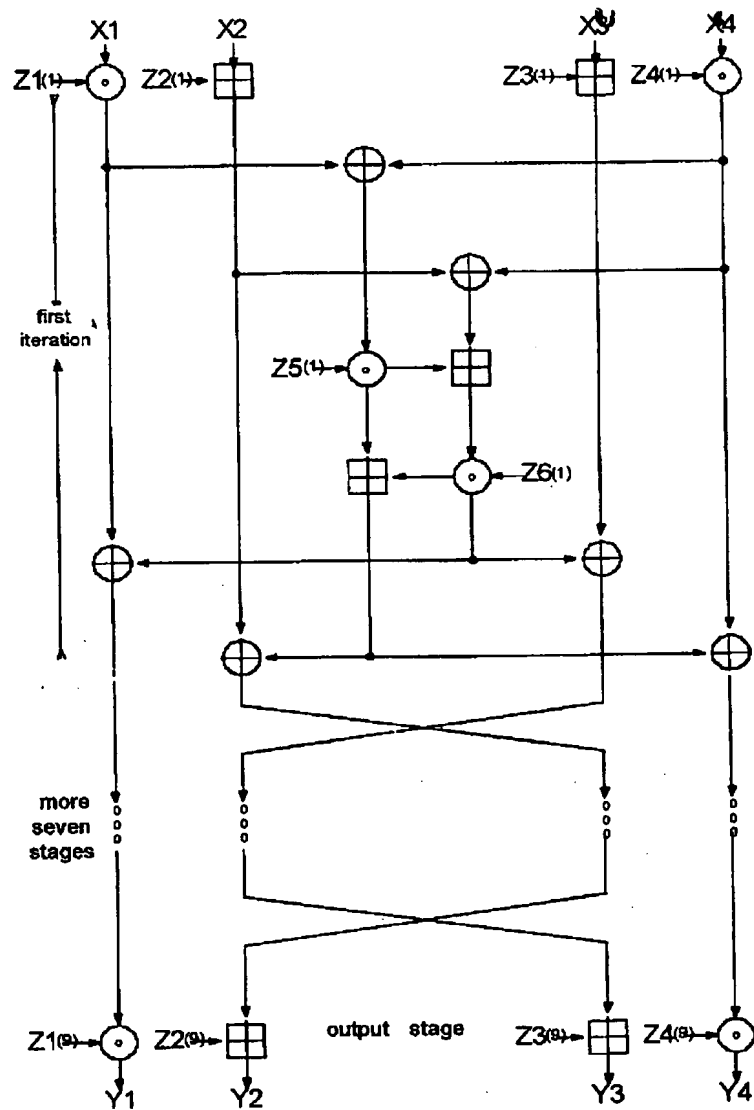 X1 X2 X3 X4
Z1(1) Z2(1) Z3(1) Z4(1)
first
iteration
Z5(1)
Z6(1)
more
seven
stages
output stage
Z1(9) Z2(9) Z3(9) Z4(9)
Y1 Y2 Y3 Y4